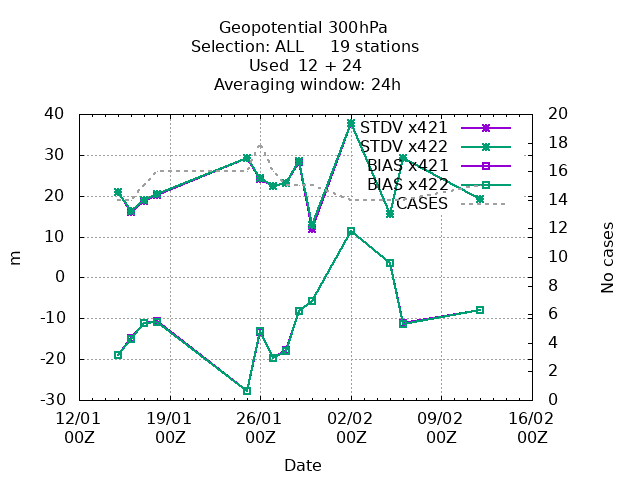 Geopotential 300hPa
Selection: ALL     19 stations
Used  12 + 24
Averaging window: 24h
40
30
20
10
0
-10
-20
-30
m
20
18
16
14
12
10
8
6
4
2
0
No cases
STDV x421
STDV x422
BIAS x421
BIAS x422
CASES
12/01 19/01 26/01 02/02 09/02 16/02
00Z 00Z 00Z 00Z 00Z 00Z
Date